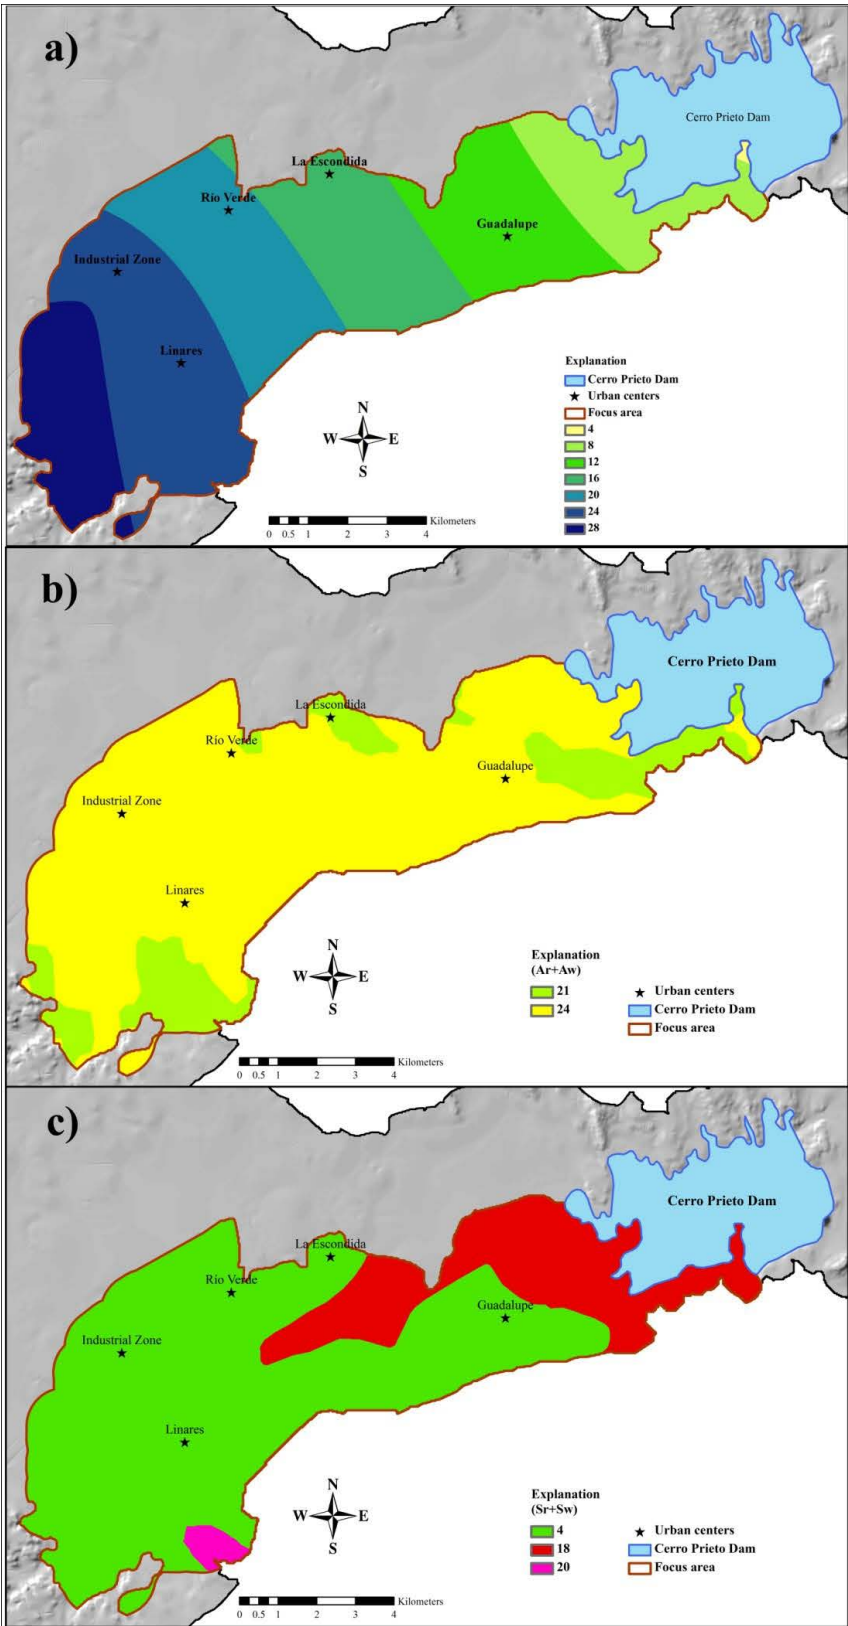 a)
Cerro Prieto Dam
La Escondida
Río Verde
Guadalupe
Industrial Zone
Linares
Explanation
Cerro Prieto Dam
Urban centers
Focus area
4
8
12
16
20
24
28
N
W E
S
Kilometers
0 0.5 1 2 3 4
b)
Cerro Prieto Dam
La Escondida
Río Verde
Guadalupe
Industrial Zone
Linares
Explanation
(Ar+Aw)
21
24
Urban centers
Cerro Prieto Dam
Focus area
N
W E
S
Kilometers
0 0.5 1 2 3 4
c)
Cerro Prieto Dam
La Escondida
Río Verde
Guadalupe
Industrial Zone
Linares
Explanation
(Sr+Sw)
4
18
20
Urban centers
Cerro Prieto Dam
Focus area
N
W E
S
Kilometers
0 0.5 1 2 3 4